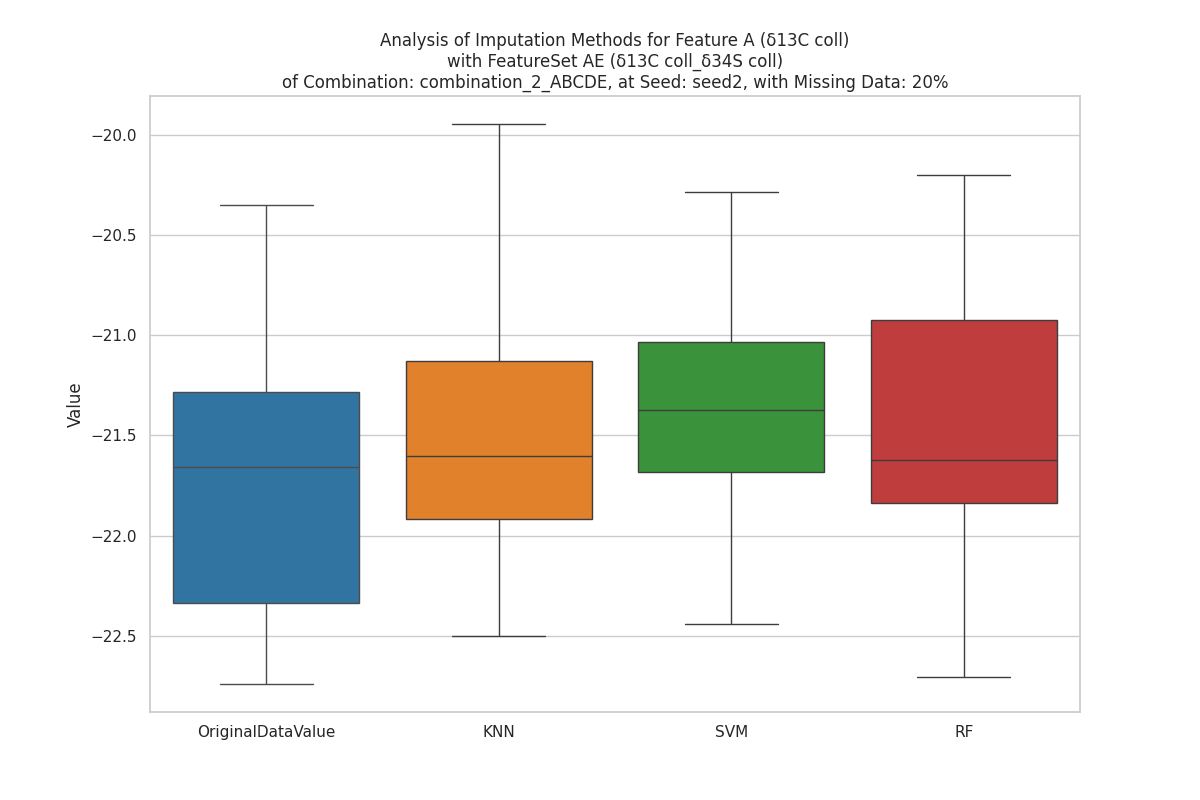 Analysis of Imputation Methods for Feature A (δ13C coll)
with FeatureSet AE (δ13C coll_δ34S coll)
of Combination: combination_2_ABCDE, at Seed: seed2, with Missing Data: 20%
−20.0
−20.5
−21.0
−21.5
−22.0
−22.5
Value
OriginalDataValue
KNN
SVM
RF